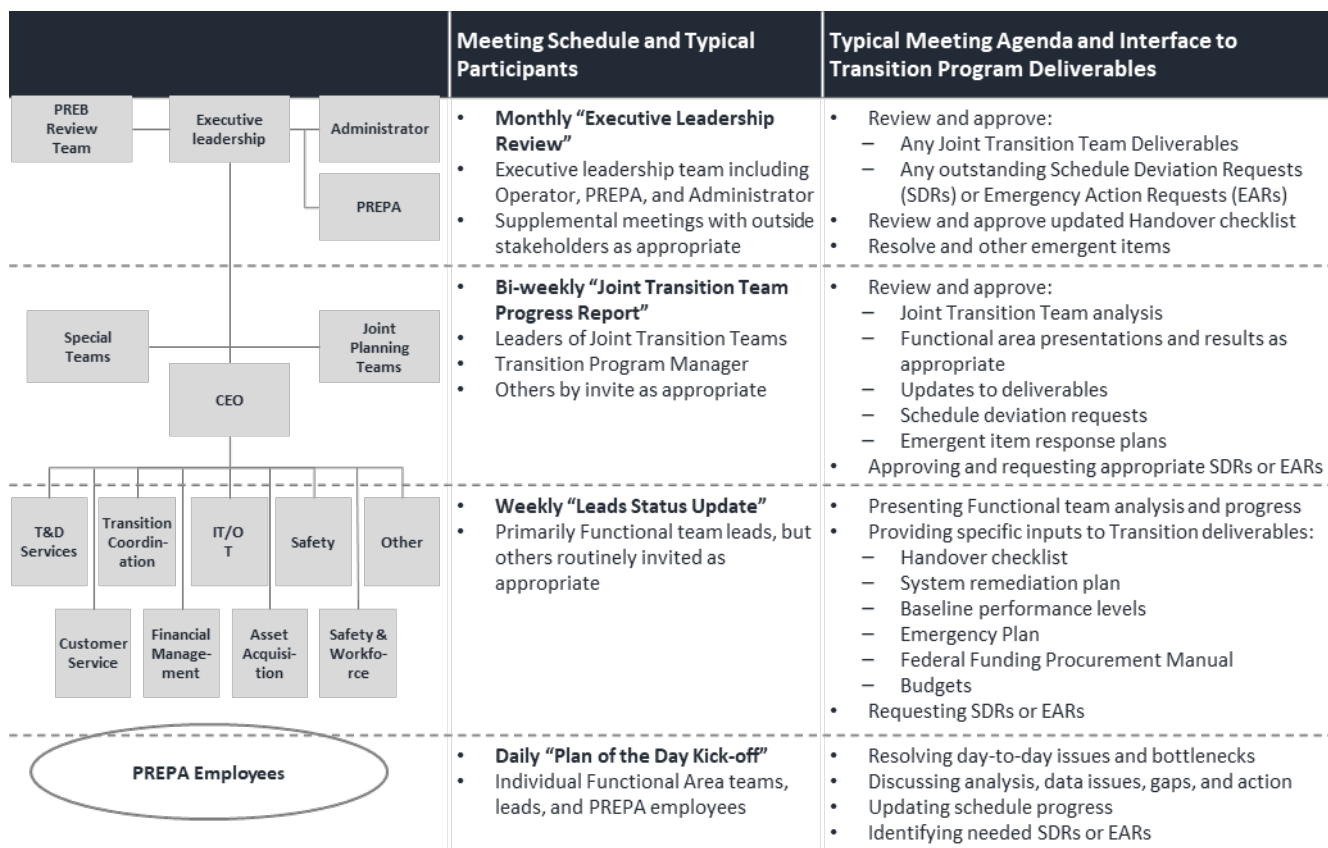 Meeting Schedule and Typical
Participants
Typical Meeting Agenda and Interface to
Transition Program Deliverables
PREB
Review
Team
Executive
leadership
Administrator
PREPA
• Monthly “Executive Leadership
Review”
• Executive leadership team including
Operator, PREPA, and Administrator
• Supplemental meetings with outside
stakeholders as appropriate
• Review and approve:
– Any Joint Transition Team Deliverables
– Any outstanding Schedule Deviation Requests
(SDRs) or Emergency Action Requests (EARs)
• Review and approve updated Handover checklist
• Resolve and other emergent items
Special
Teams
Joint
Planning
Teams
CEO
• Bi-weekly “Joint Transition Team
Progress Report”
• Leaders of Joint Transition Teams
• Transition Program Manager
• Others by invite as appropriate
• Review and approve:
– Joint Transition Team analysis
– Functional area presentations and results as
appropriate
– Updates to deliverables
– Schedule deviation requests
– Emergent item response plans
• Approving and requesting appropriate SDRs or EARs
T&D
Services
Transition
Coordin-
ation
IT/O
T
Safety
Other
Customer
Service
Financial
Manage-
ment
Asset
Acquisi-
tion
Safety &
Workfo-
rce
• Weekly “Leads Status Update”
• Primarily Functional team leads, but
others routinely invited as
appropriate
• Presenting Functional team analysis and progress
• Providing specific inputs to Transition deliverables:
– Handover checklist
– System remediation plan
– Baseline performance levels
– Emergency Plan
– Federal Funding Procurement Manual
– Budgets
• Requesting SDRs or EARs
PREPA Employees
• Daily “Plan of the Day Kick-off”
• Individual Functional Area teams,
leads, and PREPA employees
• Resolving day-to-day issues and bottlenecks
• Discussing analysis, data issues, gaps, and action
• Updating schedule progress
• Identifying needed SDRs or EARs